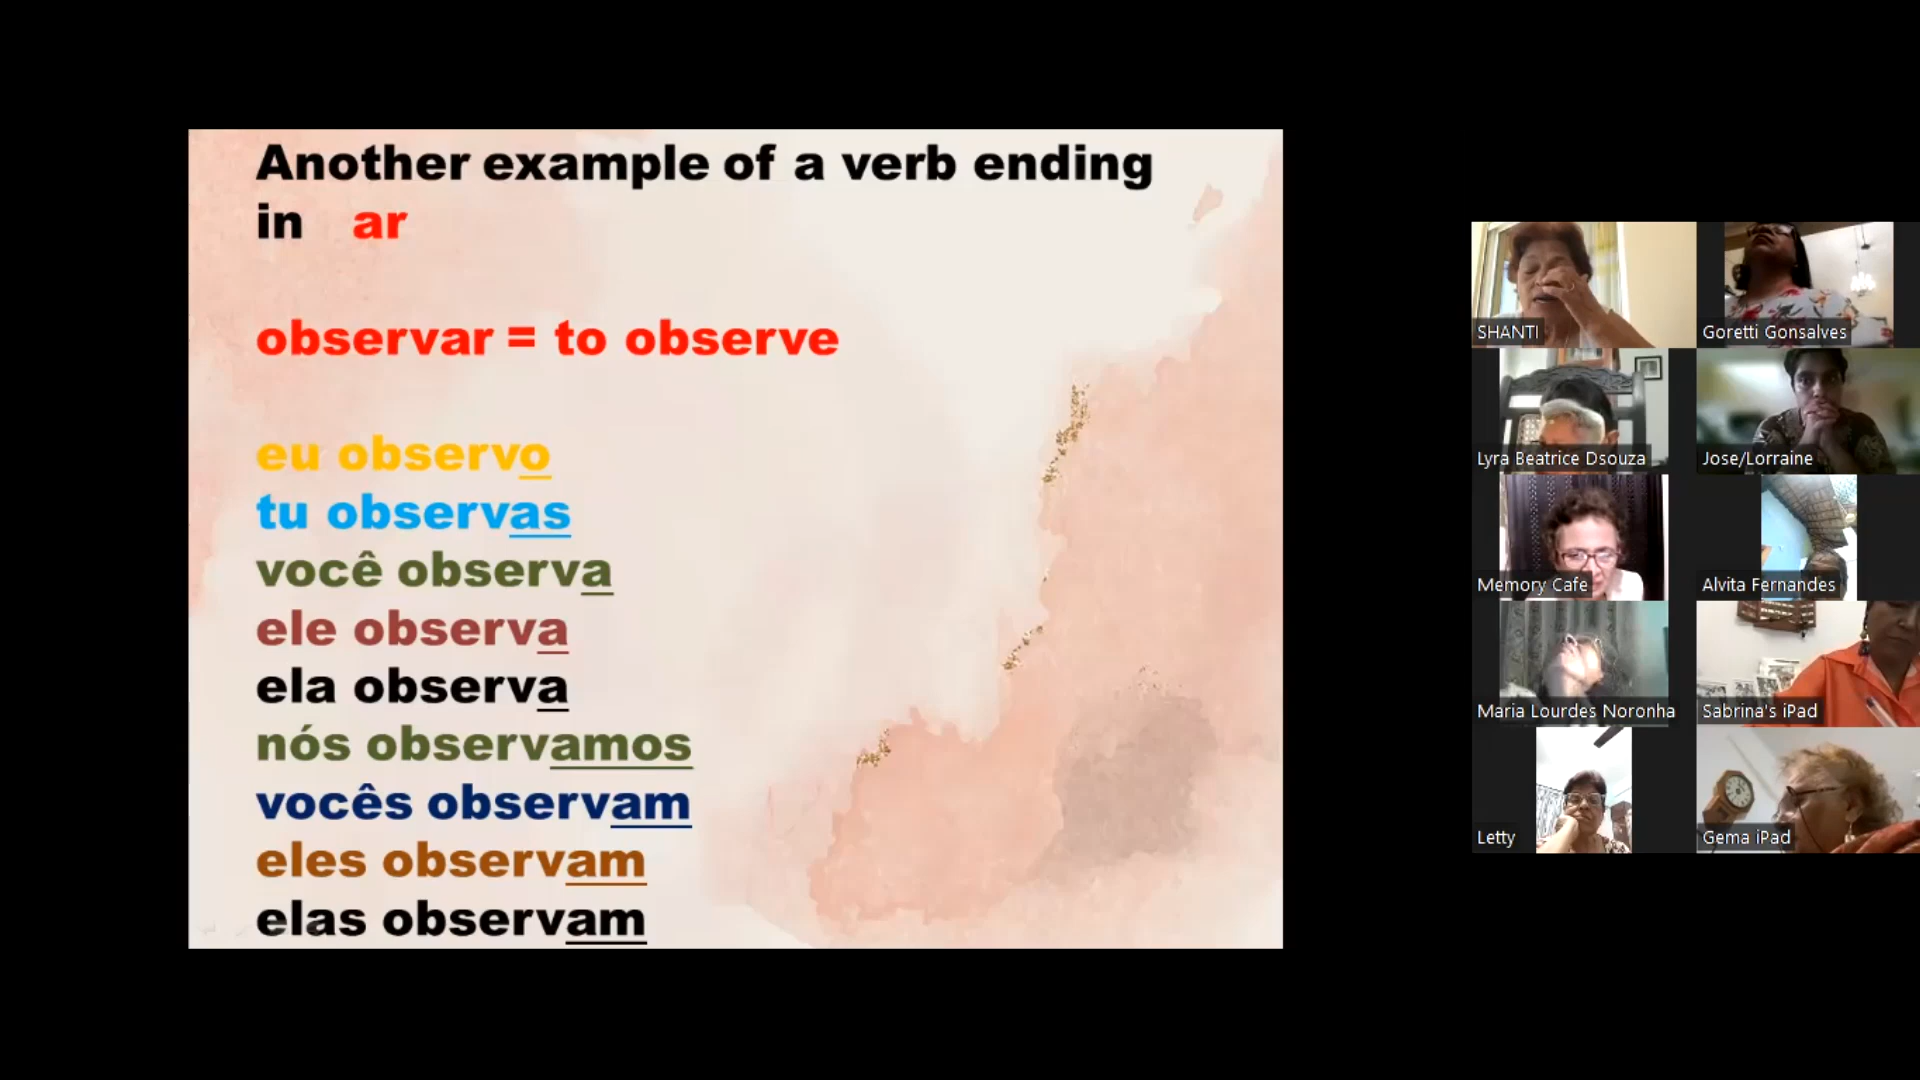 Another example of a verb ending
in ar
observar = to observe
eu observo
tu observas
você observa
ele observa
ela observa
nós observamos
vocês observam
eles observam
elas observam
SHANTI
Goretti Gonsalves
Lyra Beatrice Dsouza
Jose/Lorraine
Memory Cafe
Alvita Fernandes
Maria Lourdes Noronha
Sabrina's iPad
Letty
Gema iPad